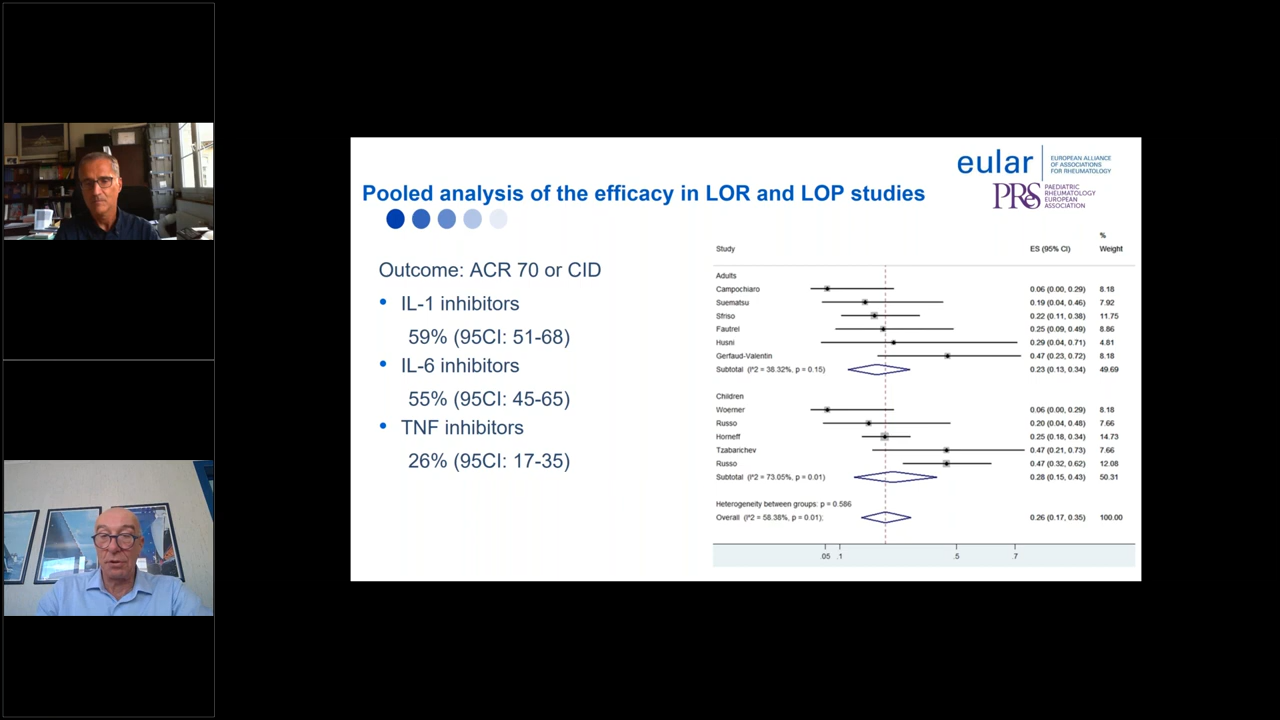 eular
EUROPEAN ALLIANCE
OF ASSOCIATIONS
FOR RHEUMATOLOGY
PReS
PAEDIATRIC
RHEUMATOLOGY
EUROPEAN
ASSOCIATION
Pooled analysis of the efficacy in LOR and LOP studies
Outcome: ACR 70 or CID
• IL-1 inhibitors
59% (95CI: 51-68)
• IL-6 inhibitors
55% (95CI: 45-65)
• TNF inhibitors
26% (95CI: 17-35)
%
Study ES (95% CI) Weight
Adults
Campochiaro 0.06 (0.00, 0.29) 8.18
Suematsu 0.19 (0.04, 0.46) 7.92
Sfriso 0.22 (0.11, 0.38) 11.75
Fautrel 0.25 (0.09, 0.49) 8.86
Husni 0.29 (0.04, 0.71) 4.81
Gerfaud-Valentin 0.47 (0.23, 0.72) 8.18
Subtotal (I^2 = 38.32%, p = 0.15) 0.23 (0.13, 0.34) 49.69
Children
Woerner 0.06 (0.00, 0.29) 8.18
Russo 0.20 (0.04, 0.48) 7.66
Horneff 0.25 (0.18, 0.34) 14.73
Tzabarichev 0.47 (0.21, 0.73) 7.66
Russo 0.47 (0.32, 0.62) 12.08
Subtotal (I^2 = 73.05%, p = 0.01) 0.28 (0.15, 0.43) 50.31
Heterogeneity between groups: p = 0.586
Overall (I^2 = 58.38%, p = 0.01); 0.26 (0.17, 0.35) 100.00
.05 .1 .5 .7